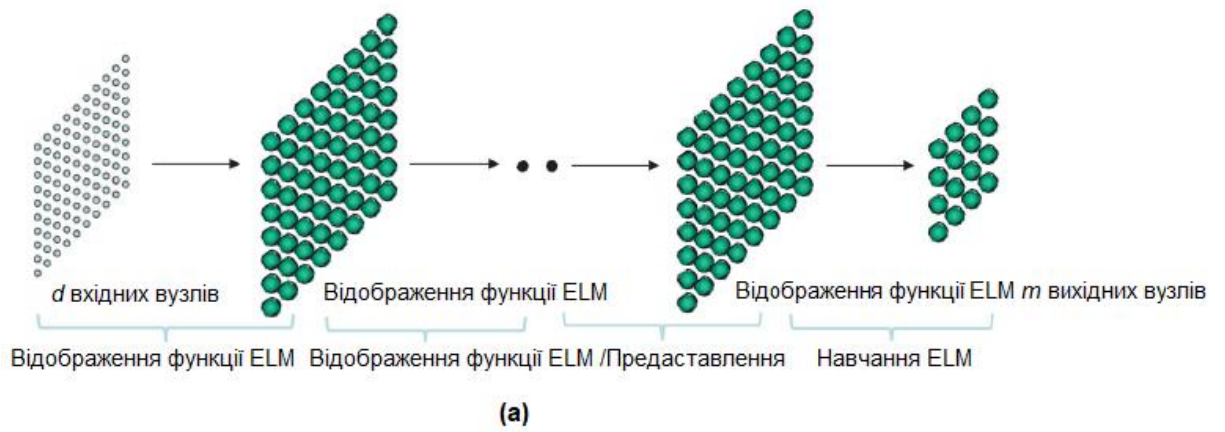 d вхідних вузлів
Відображення функції ELM
Відображення функції ELM m вихідних вузлів
Відображення функції ELM
Відображення функції ELM /Предаставлення
Навчання ELM
(a)